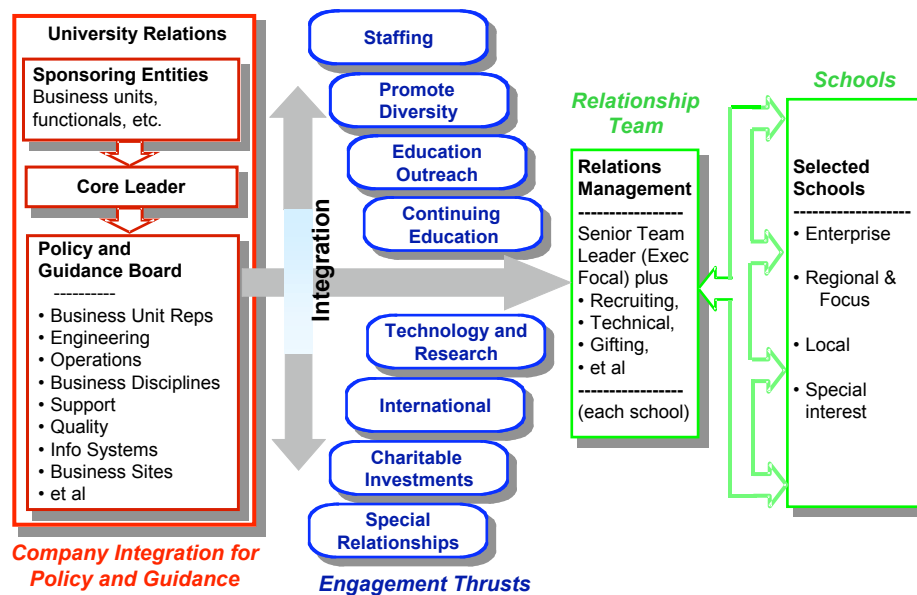 University Relations
Sponsoring Entities
Business units,
functionals, etc.
Core Leader
Policy and
Guidance Board
----------
• Business Unit Reps
• Engineering
• Operations
• Business Disciplines
• Support
• Quality
• Info Systems
• Business Sites
• et al
Company Integration for
Policy and Guidance
Integration
Staffing
Promote
Diversity
Education
Outreach
Continuing
Education
Technology and
Research
International
Charitable
Investments
Special
Relationships
Engagement Thrusts
Relationship
Team
Relations
Management
-----------------
Senior Team
Leader (Exec
Focal) plus
• Recruiting,
• Technical,
• Gifting,
• et al
-----------------
(each school)
Schools
Selected
Schools
--------------------
• Enterprise
• Regional &
Focus
• Local
• Special
interest